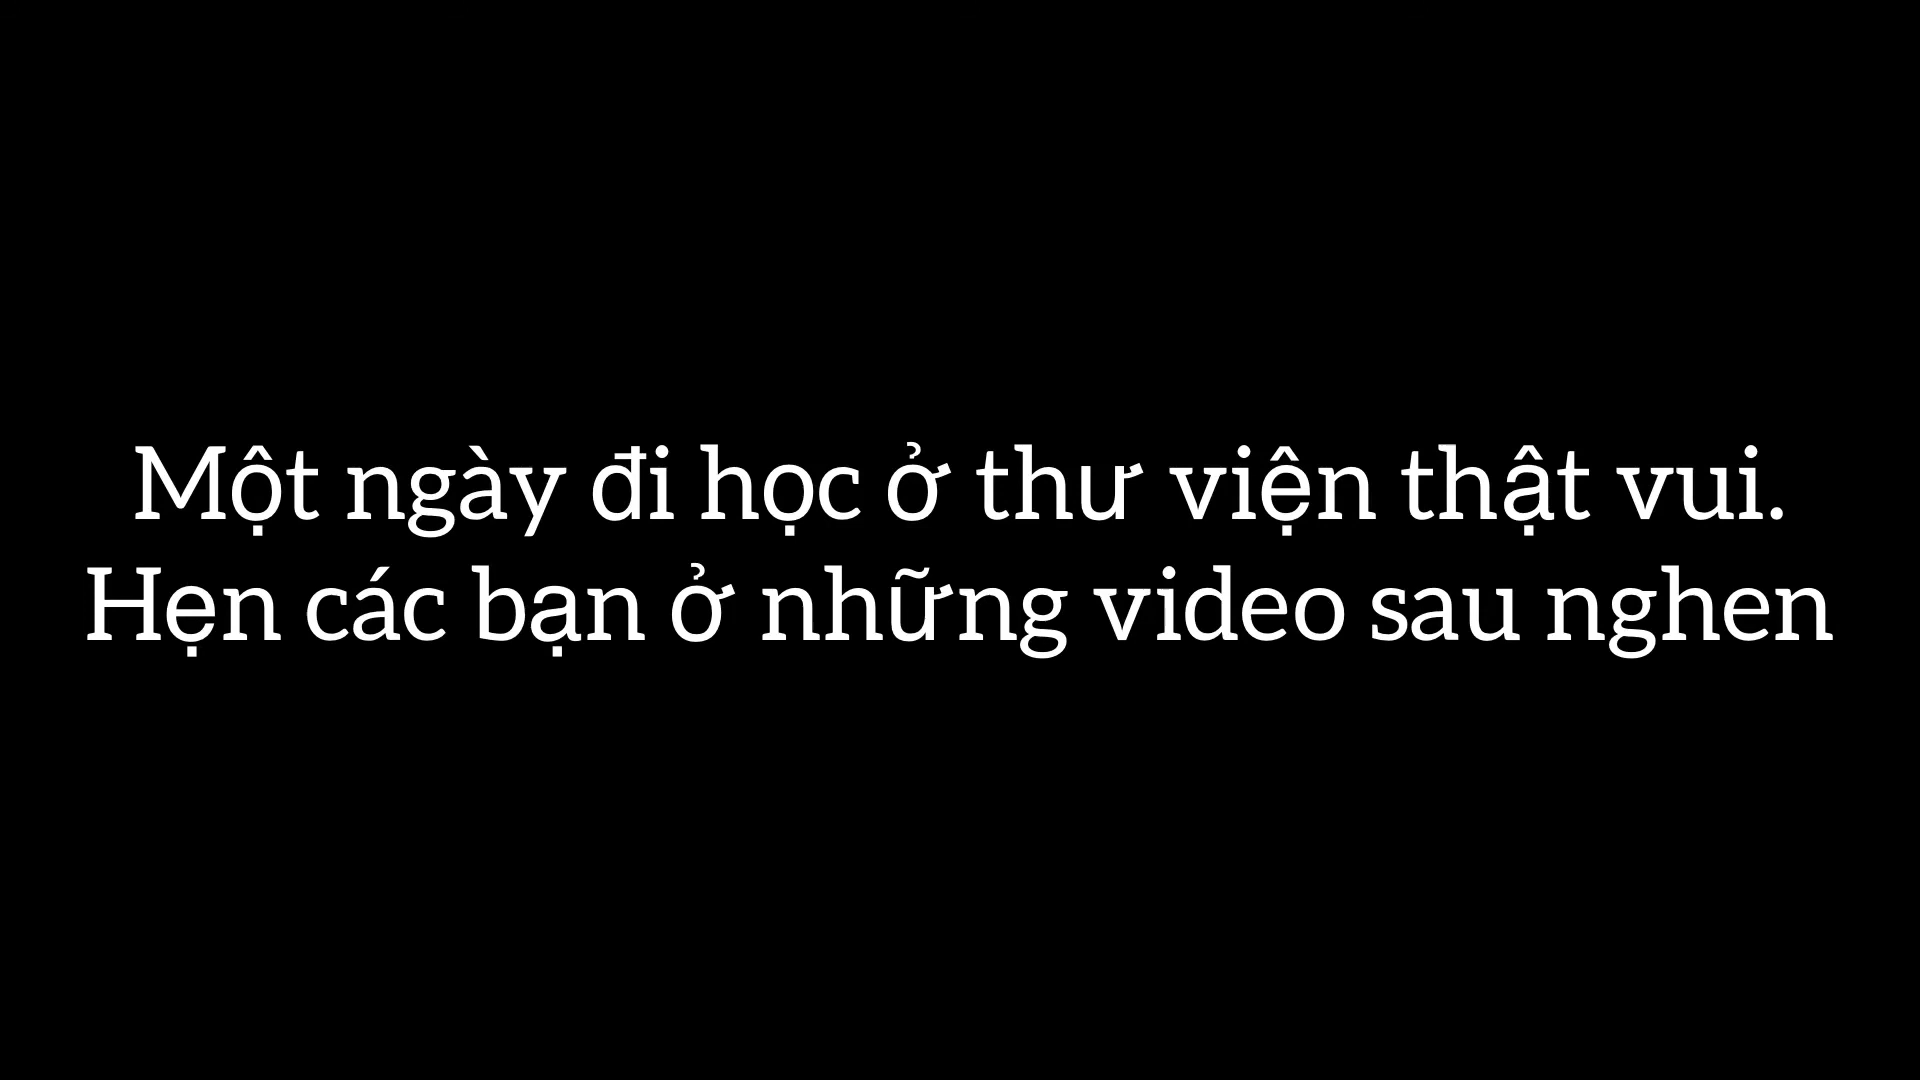 Một ngày đi học ở thư viện thật vui.
Hẹn các bạn ở những video sau nghen